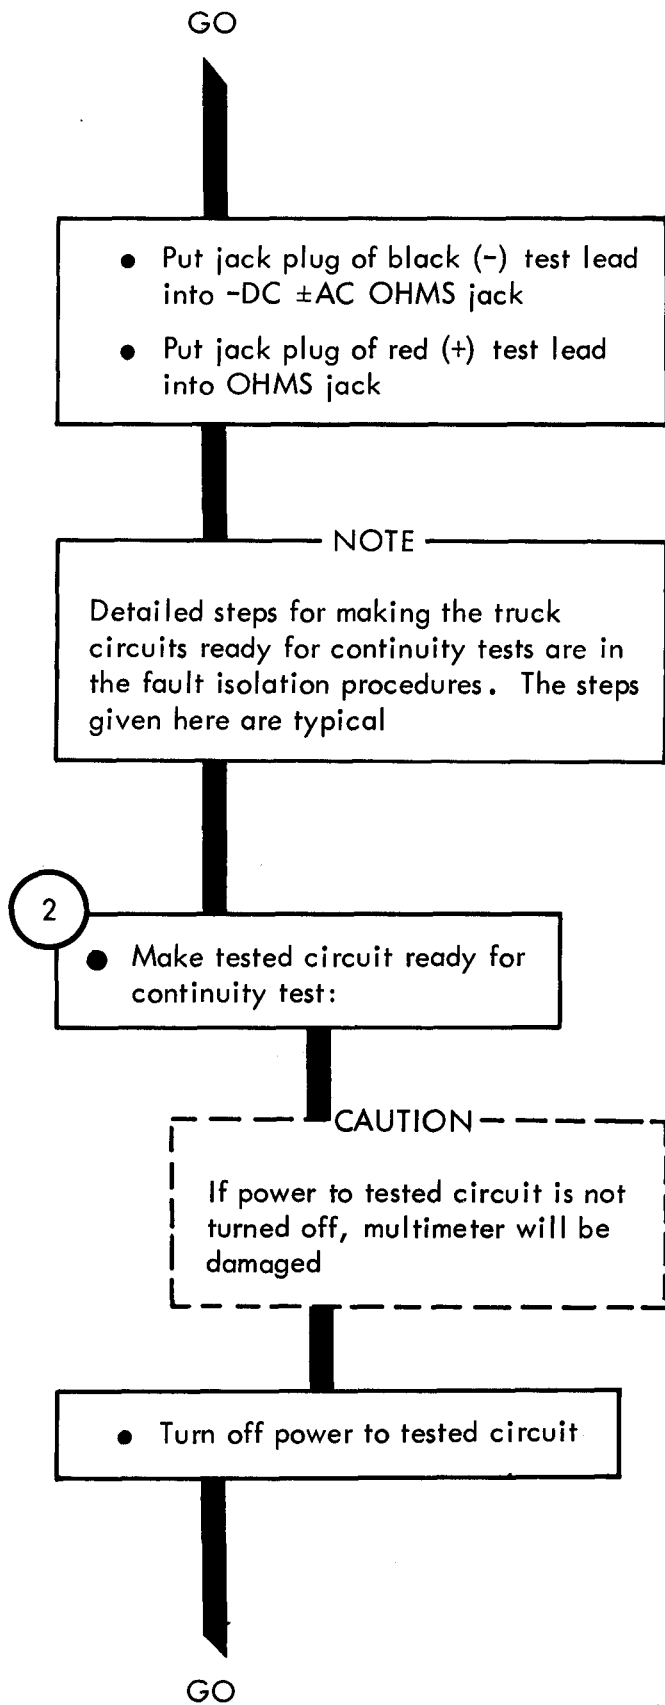 GO
● Put jack plug of black (-) test lead
into -DC ±AC OHMS jack
● Put jack plug of red (+) test lead
into OHMS jack
NOTE
Detailed steps for making the truck
circuits ready for continuity tests are in
the fault isolation procedures. The steps
given here are typical
2
● Make tested circuit ready for
continuity test:
CAUTION
If power to tested circuit is not
turned off, multimeter will be
damaged
● Turn off power to tested circuit
GO